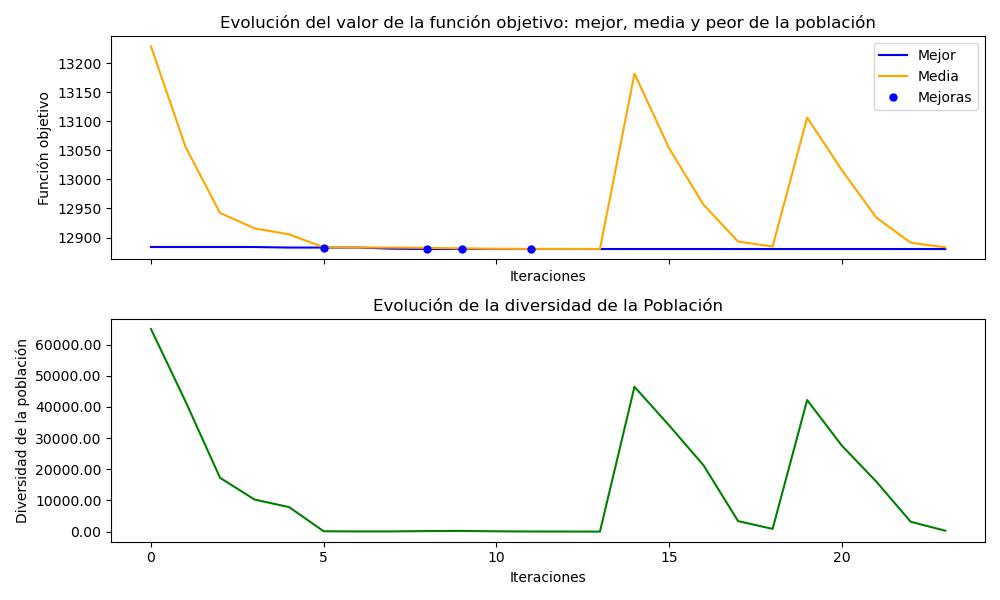 Evolución del valor de la función objetivo: mejor, media y peor de la población
Función objetivo
13200
13150
13100
13050
13000
12950
12900
Mejor
Media
Mejoras
Iteraciones
Evolución de la diversidad de la Población
Diversidad de la población
60000.00
50000.00
40000.00
30000.00
20000.00
10000.00
0.00
0 5 10 15 20
Iteraciones